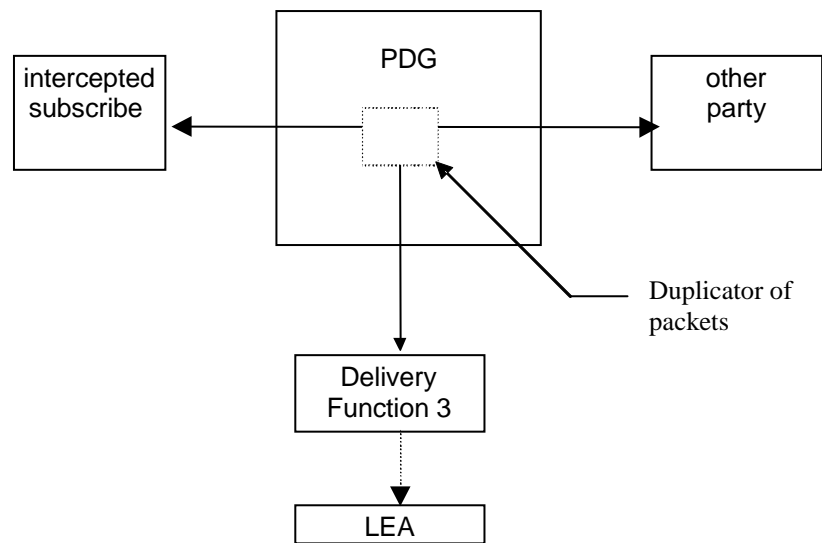 PDG
intercepted
subscribe
other
party
Duplicator of
packets
Delivery
Function 3
LEA